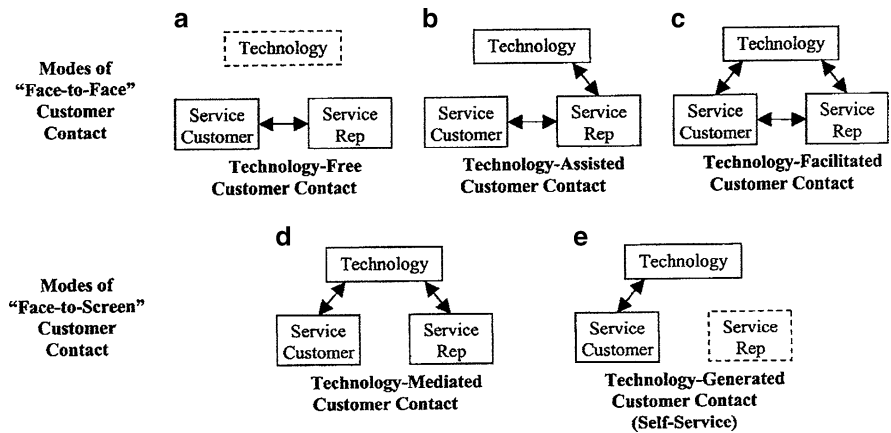 a
b
c
Modes of
“Face-to-Face”
Customer
Contact
Technology
Service
Customer
Service
Rep
Technology-Free
Customer Contact
Technology
Service
Customer
Service
Rep
Technology-Assisted
Customer Contact
Technology
Service
Customer
Service
Rep
Technology-Facilitated
Customer Contact
d
e
Modes of
“Face-to-Screen”
Customer
Contact
Technology
Service
Customer
Service
Rep
Technology-Mediated
Customer Contact
Technology
Service
Customer
Service
Rep
Technology-Generated
Customer Contact
(Self-Service)